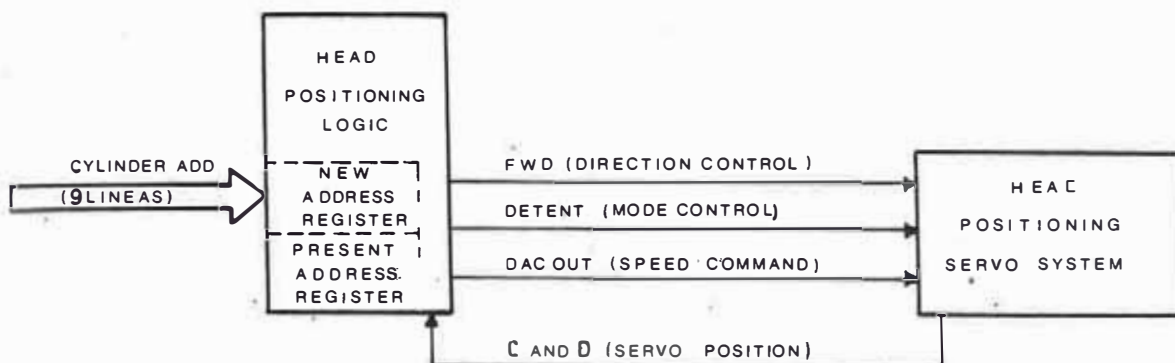 HEAD
POSITIONING
LOGIC
CYLINDER ADD
(9LINEAS)
NEW
ADDRESS
REGISTER
PRESENT
ADDRESS
REGISTER
FWD (DIRECTION CONTROL)
DETENT (MODE CONTROL)
DAC OUT (SPEED COMMAND)
C AND D (SERVO POSITION)
HEAD
POSITIONING
SERVO SYSTEM